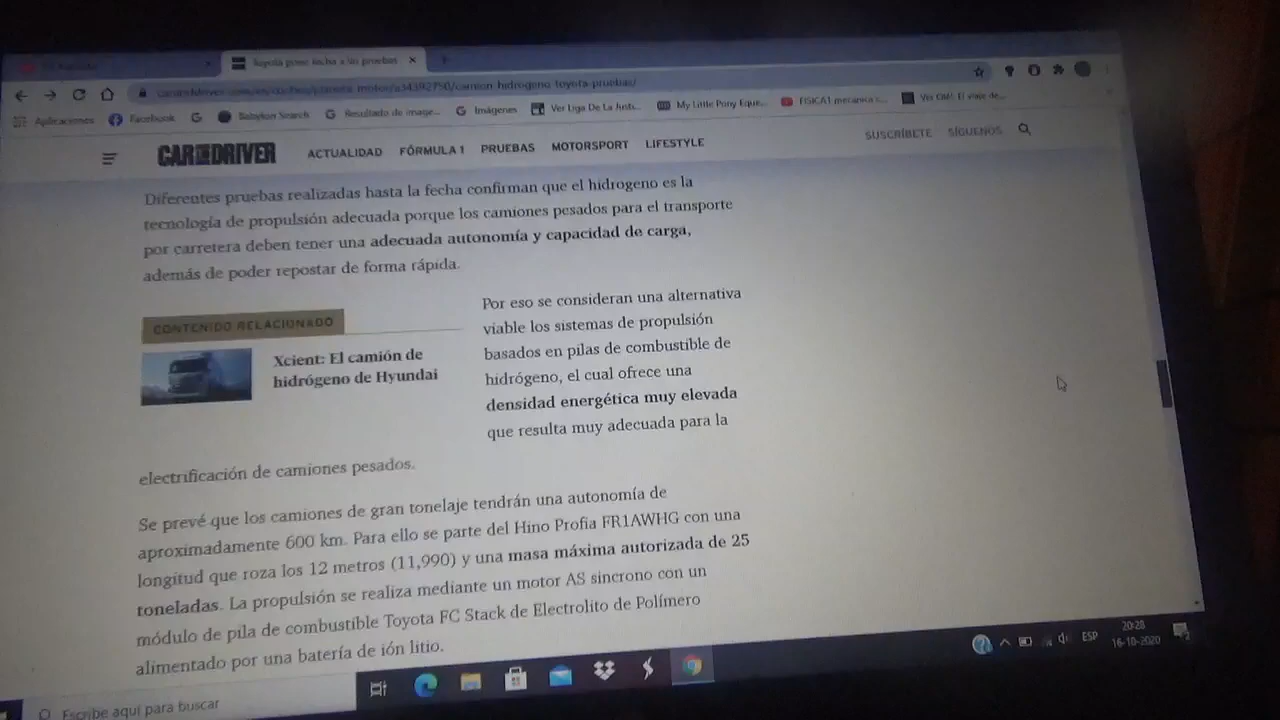 Toyota pone fecha a las pruebas
caranddriver.com/es/coches/planeta-motor/a34392750/camion-hidrogeno-toyota-pruebas/
Aplicaciones Facebook Babylon Search Resultado de image... Imágenes Ver Liga De La Justi... My Little Pony Eque... FISICA1 mecanica c... Ver One: El viaje de...
CAR AND DRIVER ACTUALIDAD FÓRMULA 1 PRUEBAS MOTORSPORT LIFESTYLE SUSCRÍBETE SÍGUENOS
Diferentes pruebas realizadas hasta la fecha confirman que el hidrogeno es la
tecnología de propulsión adecuada porque los camiones pesados para el transporte
por carretera deben tener una adecuada autonomía y capacidad de carga,
además de poder repostar de forma rápida.
CONTENIDO RELACIONADO
Xcient: El camión de
hidrógeno de Hyundai
Por eso se consideran una alternativa
viable los sistemas de propulsión
basados en pilas de combustible de
hidrógeno, el cual ofrece una
densidad energética muy elevada
que resulta muy adecuada para la
electrificación de camiones pesados.
Se prevé que los camiones de gran tonelaje tendrán una autonomía de
aproximadamente 600 km. Para ello se parte del Hino Profia FR1AWHG con una
longitud que roza los 12 metros (11,990) y una masa máxima autorizada de 25
toneladas. La propulsión se realiza mediante un motor AS síncrono con un
módulo de pila de combustible Toyota FC Stack de Electrolito de Polímero
alimentado por una batería de ión litio.
Escribe aquí para buscar
ESP
20:28
16-10-2020